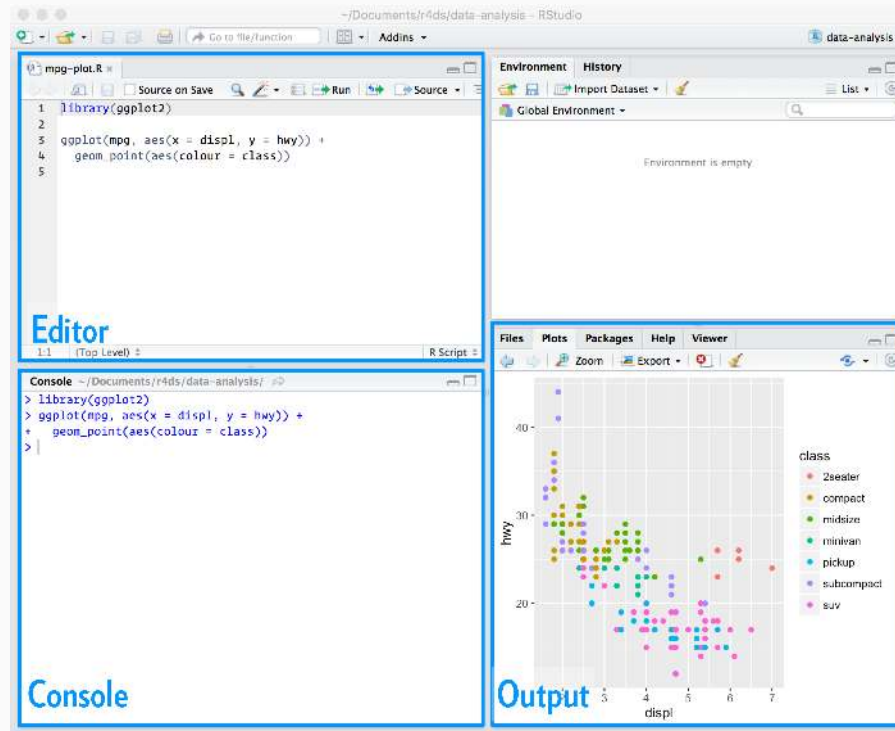 ~/Documents/r4ds/data-analysis - RStudio
Go to file/function Addins data-analysis
mpg-plot.R
Source on Save Run Source
1 library(ggplot2)
2
3 ggplot(mpg, aes(x = displ, y = hwy)) +
4 geom_point(aes(colour = class))
5
Editor
1:1 (Top Level) R Script
Console ~/Documents/r4ds/data-analysis/
> library(ggplot2)
> ggplot(mpg, aes(x = displ, y = hwy)) +
+ geom_point(aes(colour = class))
>
Console
Environment History
Import Dataset List
Global Environment
Environment is empty
Files Plots Packages Help Viewer
Zoom Export
40
30
20
hwy
3 4 5 6 7
displ
class
2seater
compact
midsize
minivan
pickup
subcompact
suv
Output